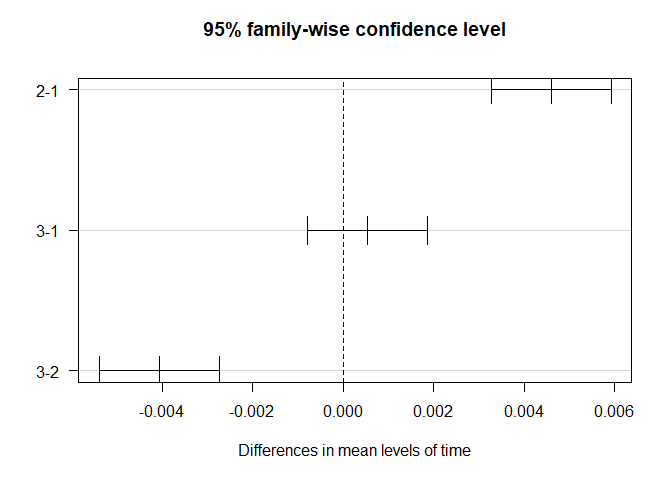 95% family-wise confidence level
2-1
3-1
3-2
-0.004 -0.002 0.000 0.002 0.004 0.006
Differences in mean levels of time